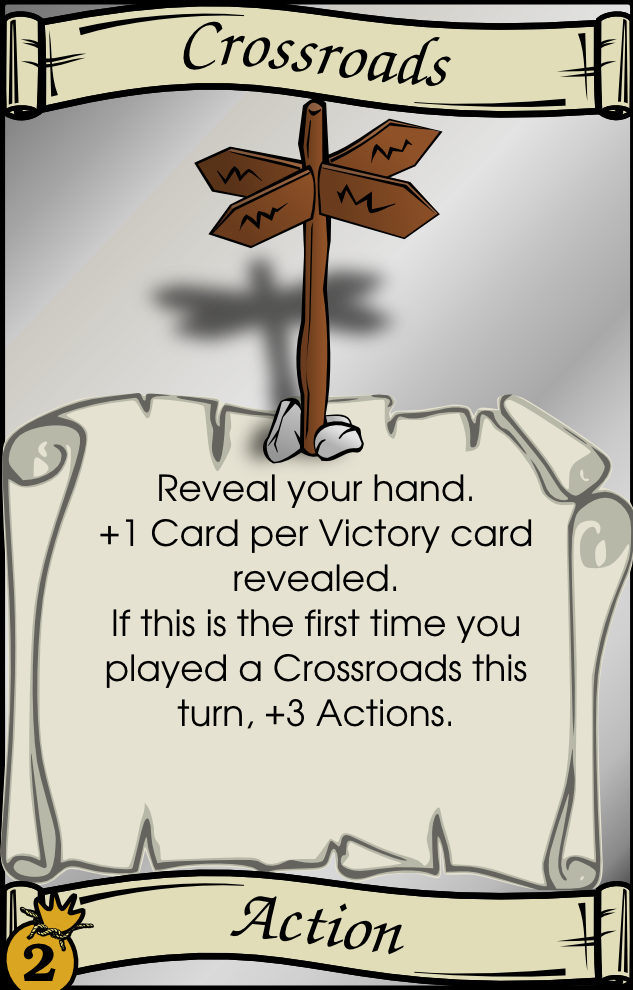 Crossroads
Reveal your hand.
+1 Card per Victory card
revealed.
If this is the first time you
played a Crossroads this
turn, +3 Actions.
Action
2